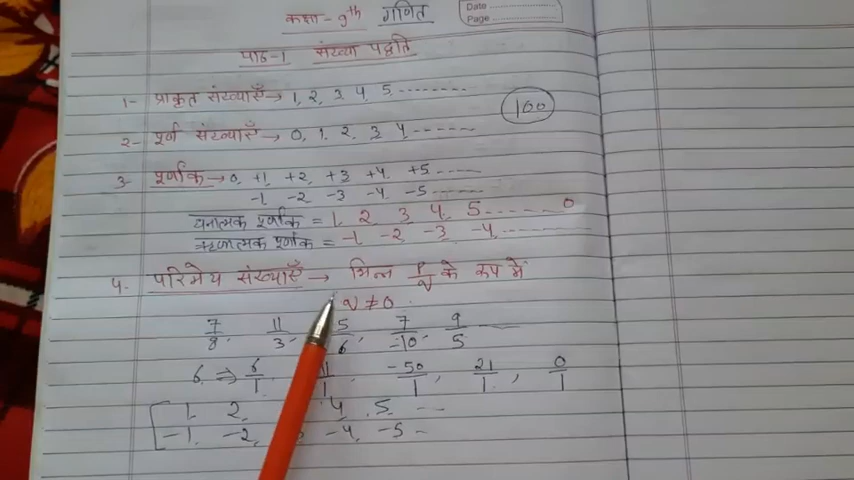 Date
Page
कक्षा - 9th गणित
पाठ-1 संख्या पद्धति
1- प्राकृत संख्याएँ → 1, 2, 3, 4, 5 --------
100
2- पूर्ण संख्याएँ → 0, 1, 2, 3, 4, ------
3- पूर्णांक → 0, +1, +2, +3, +4, +5 -----
-1, -2, -3, -4, -5 ------
धनात्मक पूर्णांक = 1, 2, 3, 4, 5 ------- 0
ऋणात्मक पूर्णांक = -1, -2, -3, -4, --------
4. परिमेय संख्याएँ → भिन्न p/q के रूप में
q ≠ 0
7/8, 11/3, 5/6, 7/-10, 9/5 ----
6 ⇒ 6/1 -50/1, 21/1, 0/1
1, 2, 4, 5, --
-1, -2, -4, -5 --